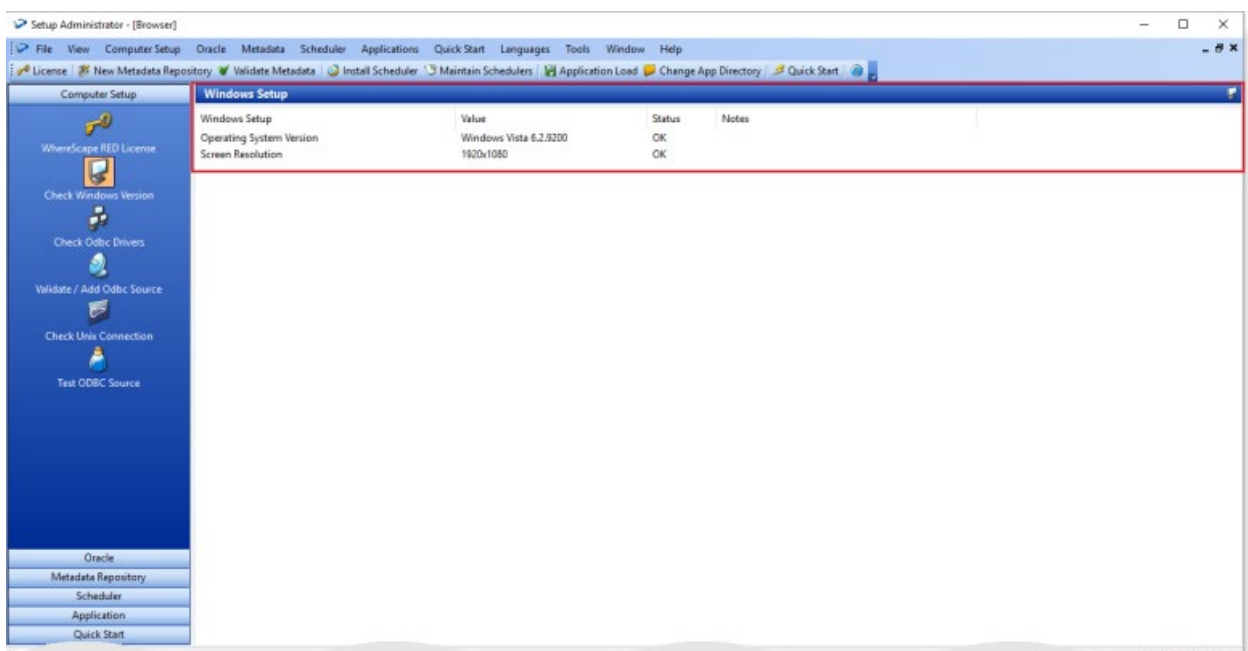 Setup Administrator - [Browser]
File View Computer Setup Oracle Metadata Scheduler Applications Quick Start Languages Tools Window Help
License New Metadata Repository Validate Metadata Install Scheduler Maintain Schedulers Application Load Change App Directory Quick Start
Computer Setup
WhereScape RED License
Check Windows Version
Check Odbc Drivers
Validate / Add Odbc Source
Check Unix Connection
Test ODBC Source
Oracle
Metadata Repository
Scheduler
Application
Quick Start
Windows Setup
Windows Setup Value Status Notes
Operating System Version Windows Vista 6.2.9200 OK
Screen Resolution 1920x1080 OK